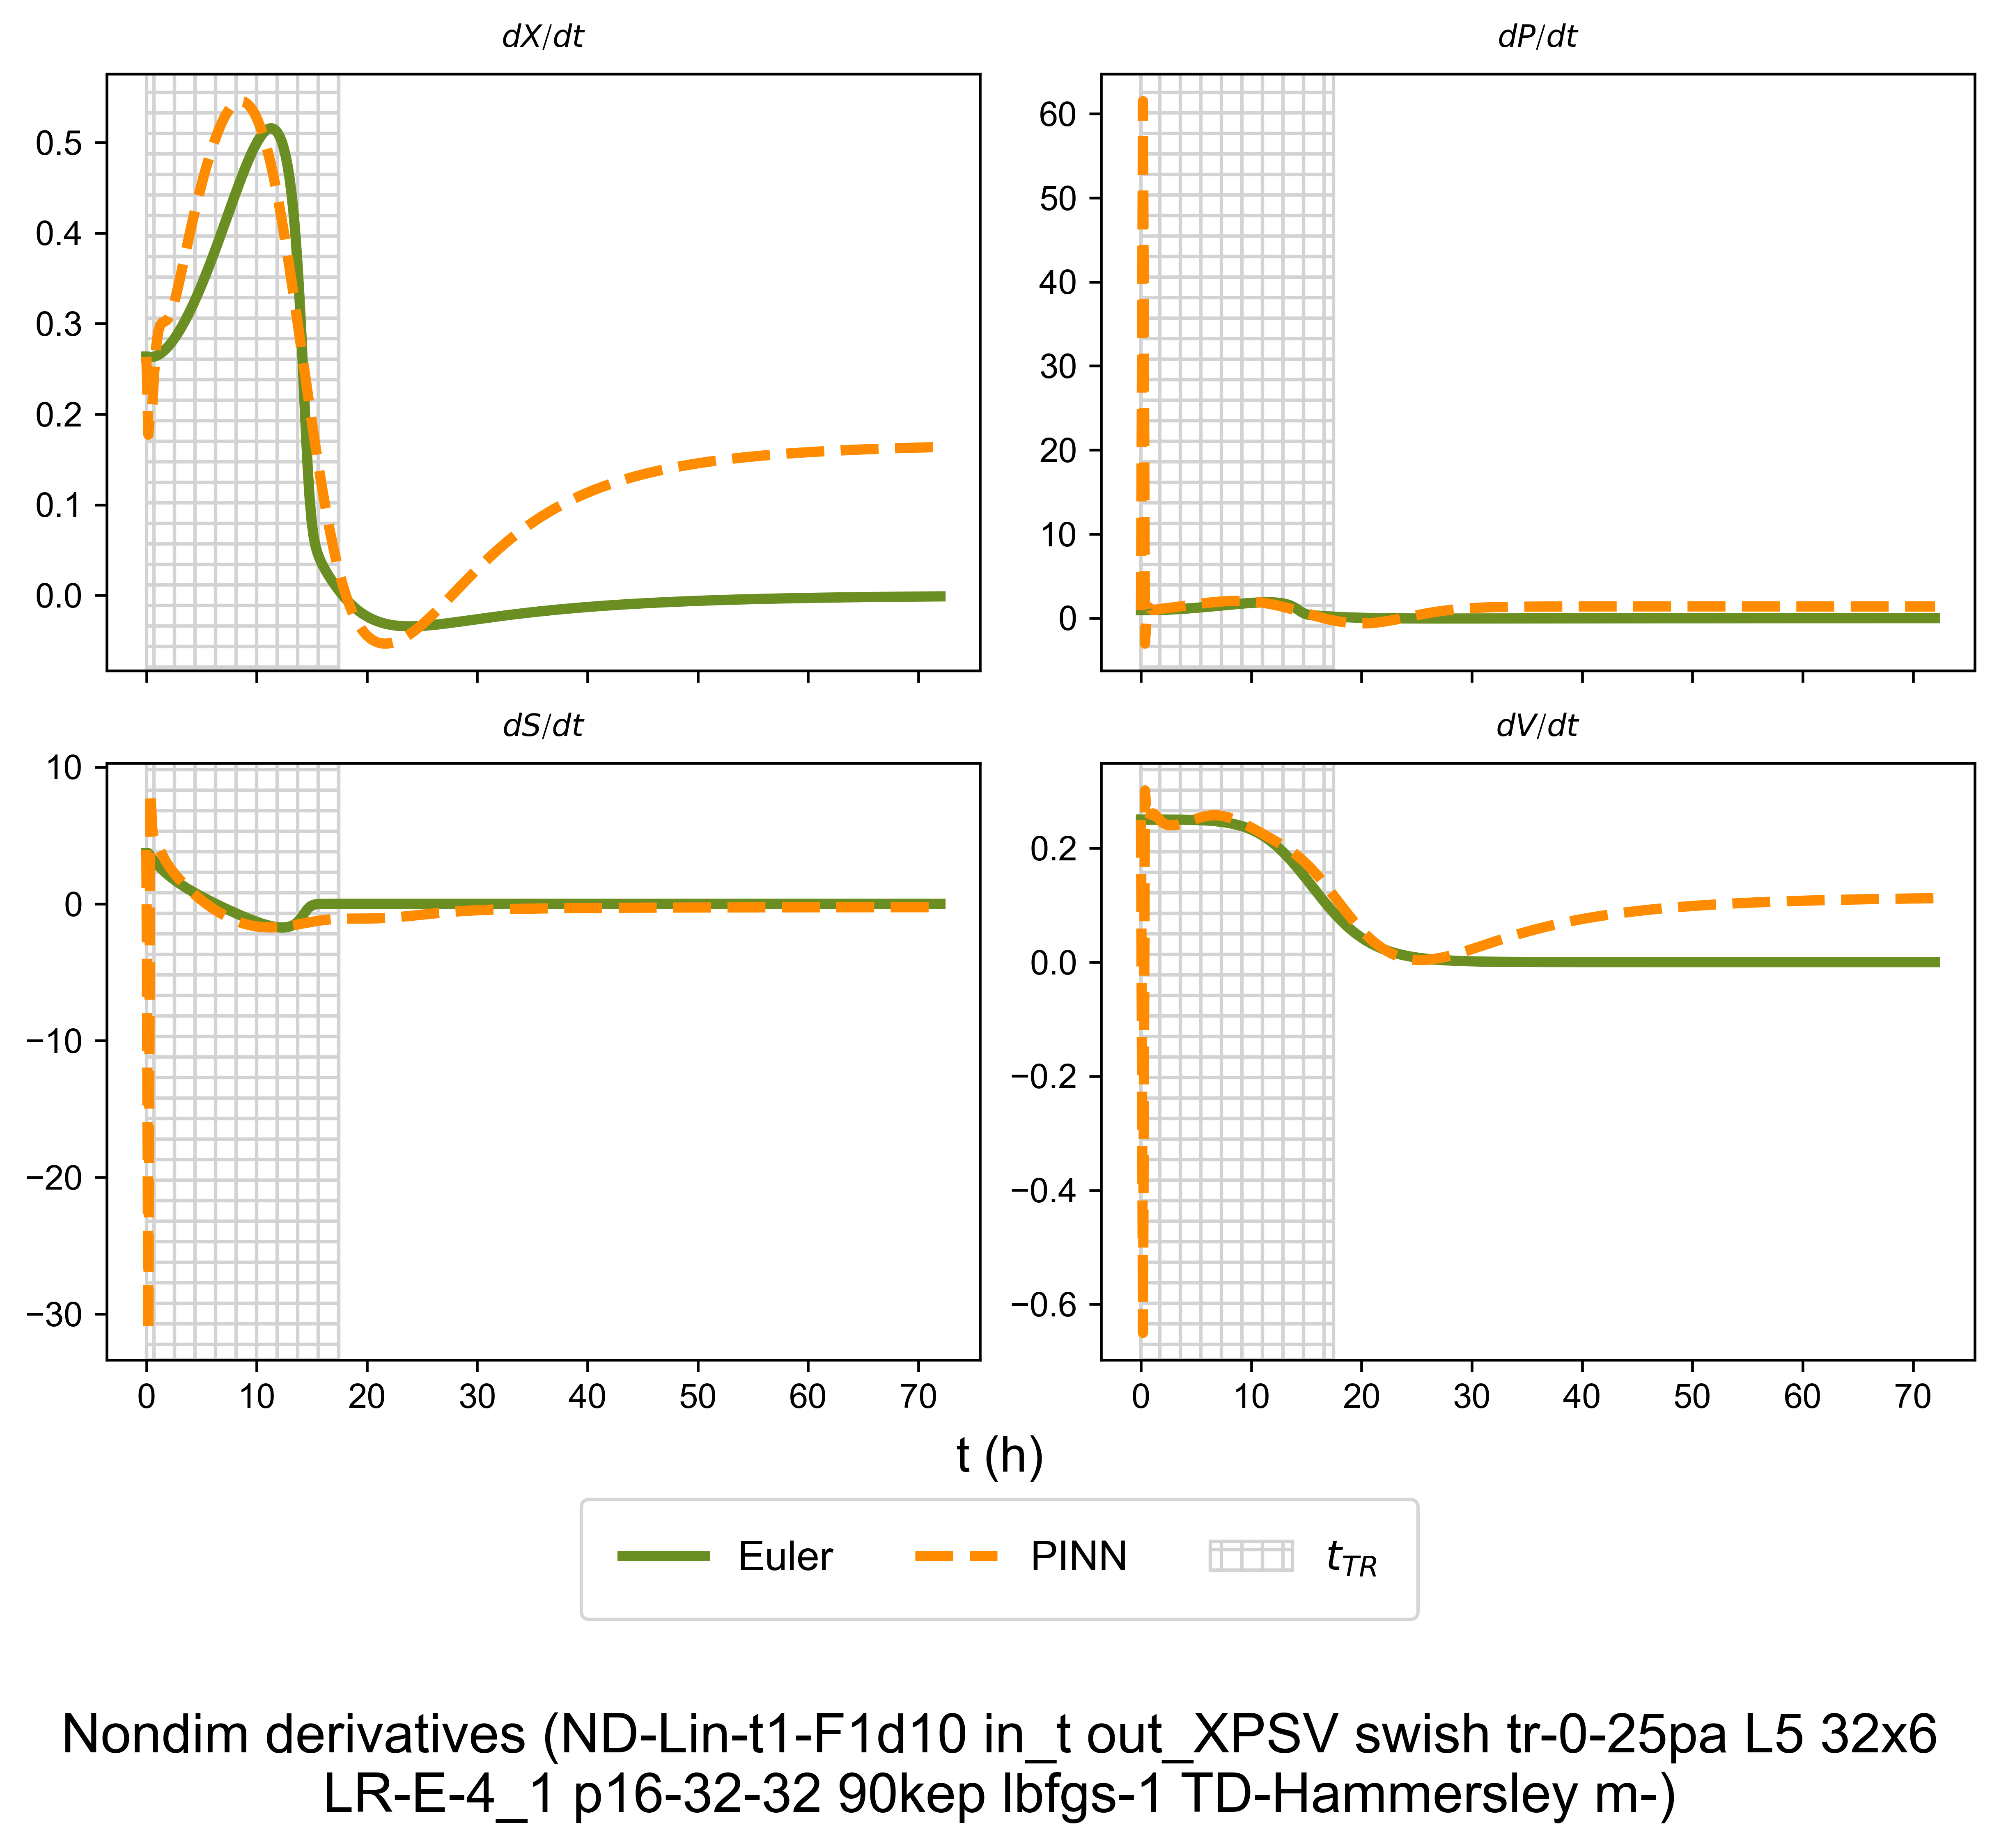 dX/dt
dP/dt
0.5
0.4
0.3
0.2
0.1
0.0
60
50
40
30
20
10
0
dS/dt
dV/dt
10
0
−10
−20
−30
0.2
0.0
−0.2
−0.4
−0.6
0 10 20 30 40 50 60 70
0 10 20 30 40 50 60 70
t (h)
Euler PINN t_TR
Nondim derivatives (ND-Lin-t1-F1d10 in_t out_XPSV swish tr-0-25pa L5 32x6
LR-E-4_1 p16-32-32 90kep lbfgs-1 TD-Hammersley m-)